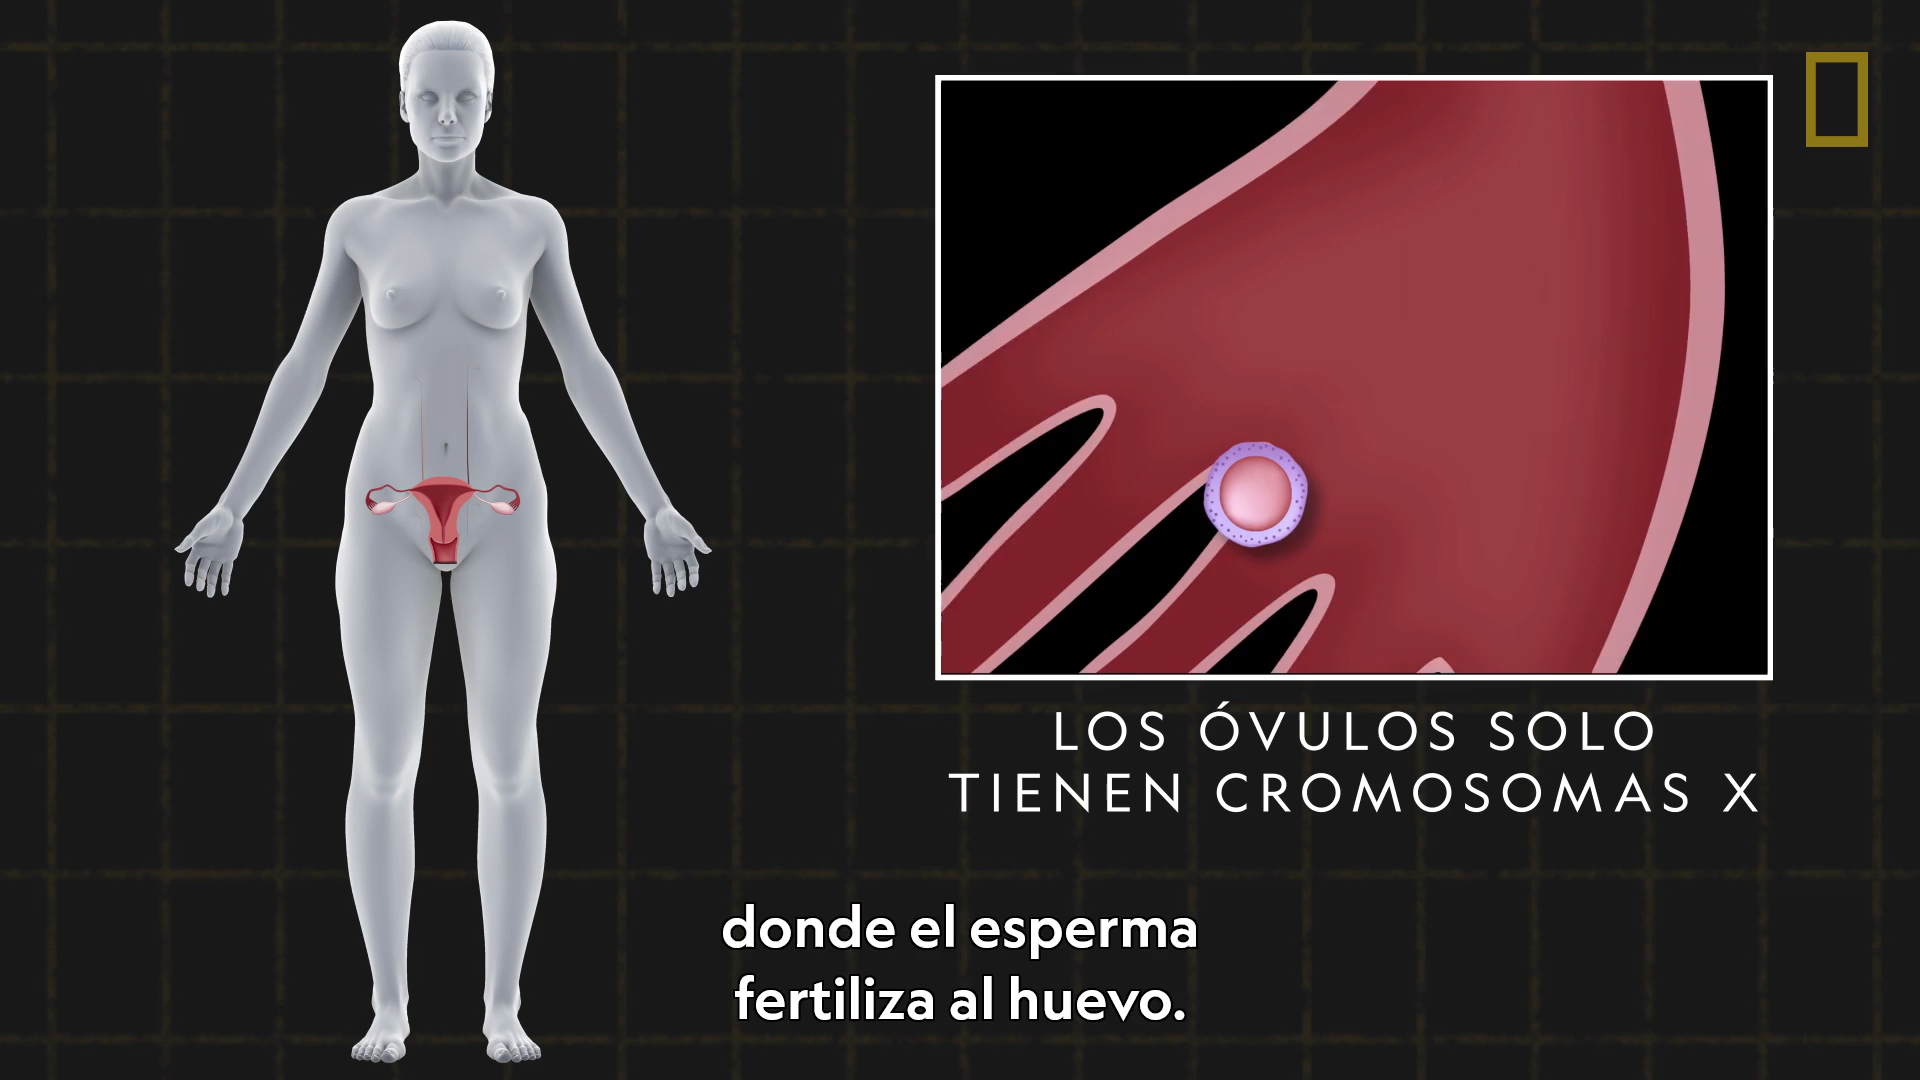 LOS ÓVULOS SOLO
TIENEN CROMOSOMAS X
donde el esperma
fertiliza al huevo.